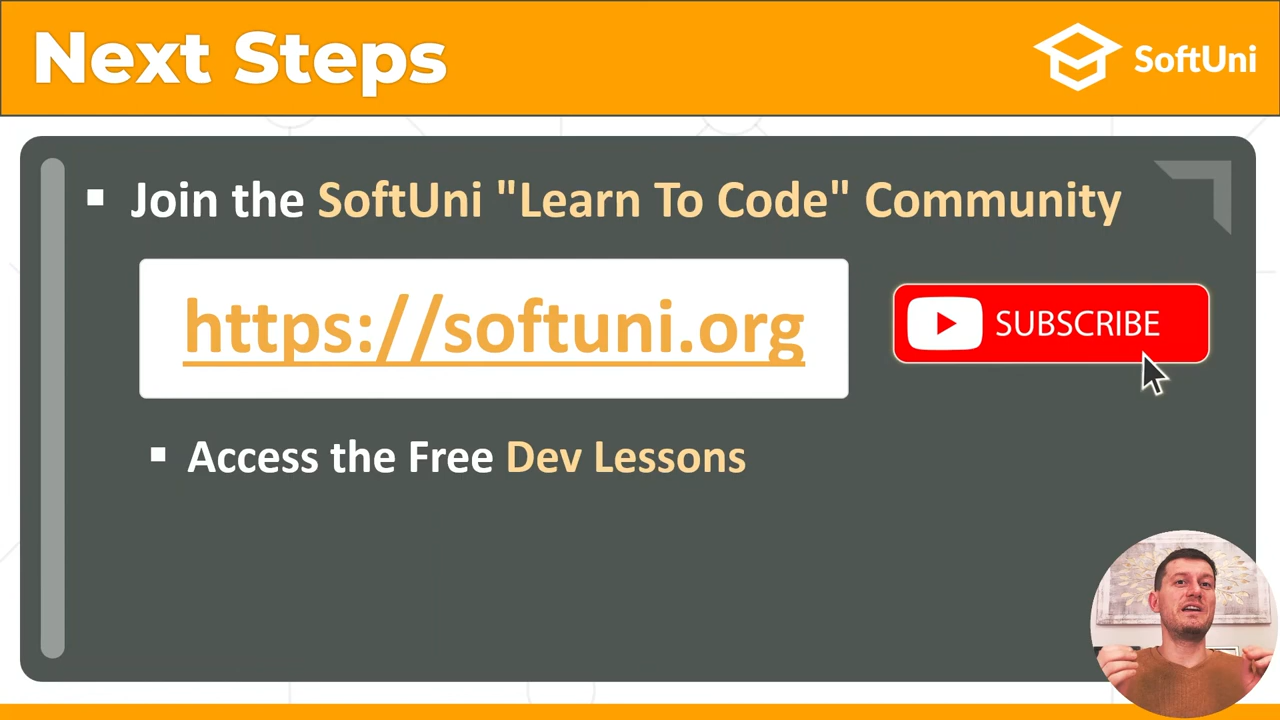 Next Steps
SoftUni
▪ Join the SoftUni "Learn To Code" Community
https://softuni.org
SUBSCRIBE
▪ Access the Free Dev Lessons